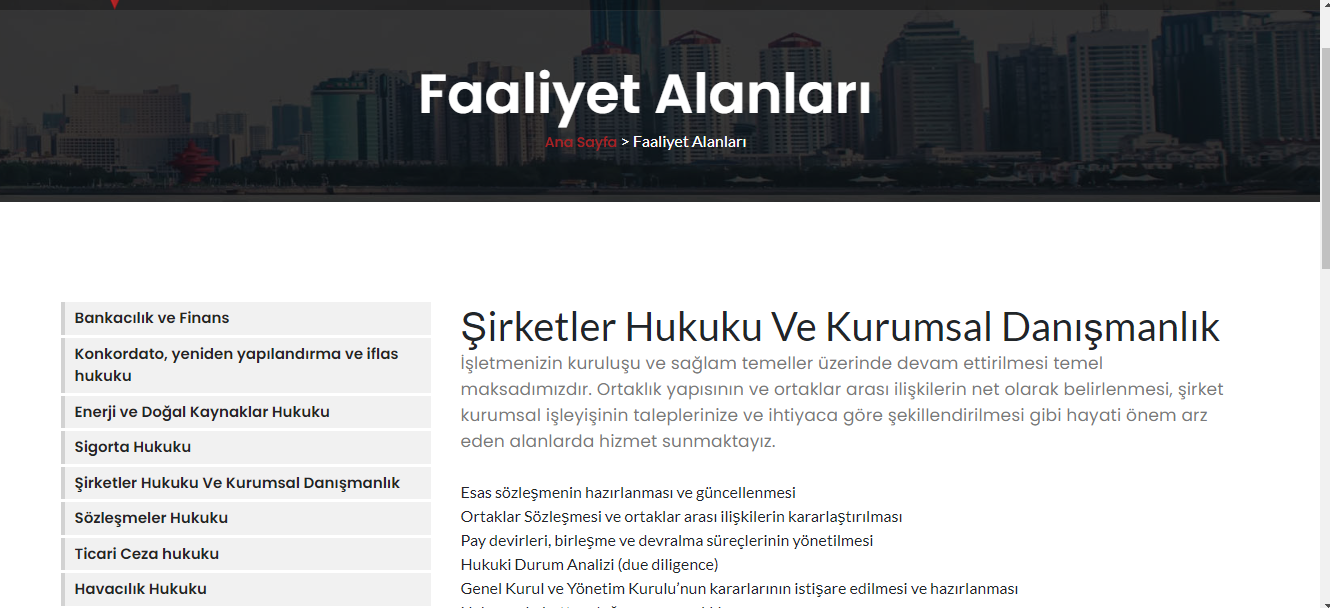 Faaliyet Alanları
Ana Sayfa > Faaliyet Alanları
Bankacılık ve Finans
Konkordato, yeniden yapılandırma ve iflas
hukuku
Enerji ve Doğal Kaynaklar Hukuku
Sigorta Hukuku
Şirketler Hukuku Ve Kurumsal Danışmanlık
Sözleşmeler Hukuku
Ticari Ceza hukuku
Havacılık Hukuku
Şirketler Hukuku Ve Kurumsal Danışmanlık
İşletmenizin kuruluşu ve sağlam temeller üzerinde devam ettirilmesi temel
maksadımızdır. Ortaklık yapısının ve ortaklar arası ilişkilerin net olarak belirlenmesi, şirket
kurumsal işleyişinin taleplerinize ve ihtiyaca göre şekillendirilmesi gibi hayati önem arz
eden alanlarda hizmet sunmaktayız.
Esas sözleşmenin hazırlanması ve güncellenmesi
Ortaklar Sözleşmesi ve ortaklar arası ilişkilerin kararlaştırılması
Pay devirleri, birleşme ve devralma süreçlerinin yönetilmesi
Hukuki Durum Analizi (due diligence)
Genel Kurul ve Yönetim Kurulu’nun kararlarının istişare edilmesi ve hazırlanması